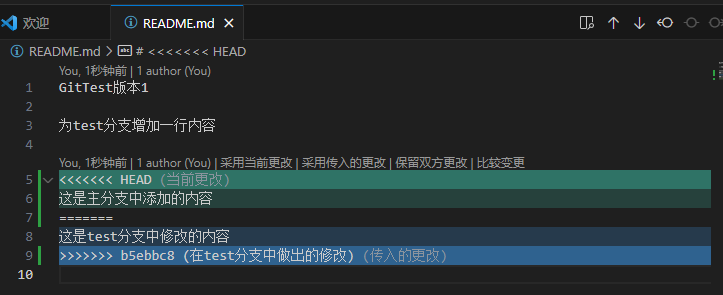 欢迎 README.md
README.md > # <<<<<<< HEAD
You, 1秒钟前 | 1 author (You)
1 GitTest版本1
2
3 为test分支增加一行内容
4
You, 1秒钟前 | 1 author (You) | 采用当前更改 | 采用传入的更改 | 保留双方更改 | 比较变更
5 <<<<<<< HEAD (当前更改)
6 这是主分支中添加的内容
7 =======
8 这是test分支中修改的内容
9 >>>>>>> b5ebbc8 (在test分支中做出的修改) (传入的更改)
10